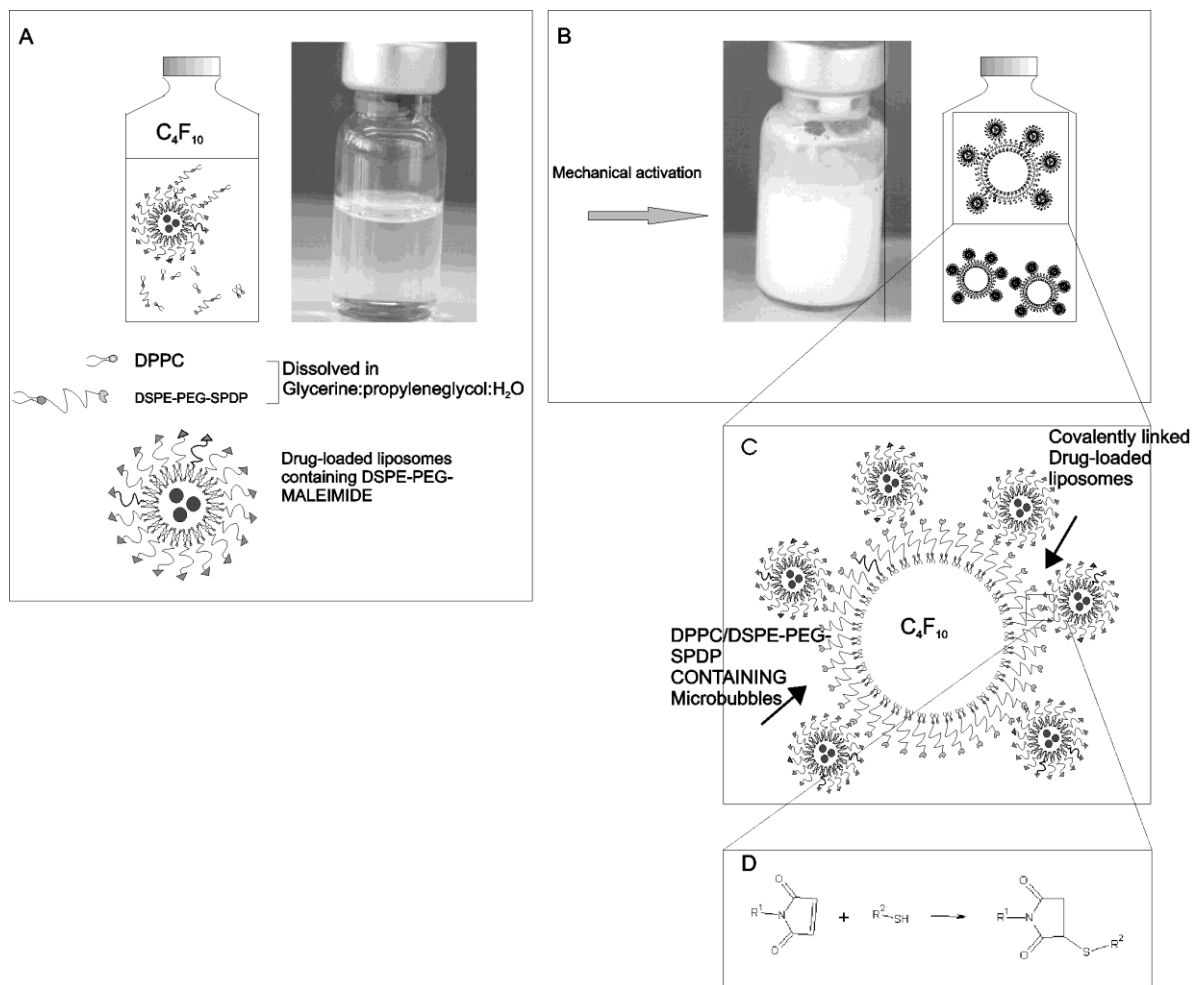 A
C₄F₁₀
DPPC
DSPE-PEG-SPDP
Dissolved in
Glycerine:propyleneglycol:H₂O
Drug-loaded liposomes
containing DSPE-PEG-
MALEIMIDE
B
Mechanical activation
C
Covalently linked
Drug-loaded
liposomes
C₄F₁₀
DPPC/DSPE-PEG-
SPDP
CONTAINING
Microbubbles
D
O
R¹
N
O
+
R²
SH
O
R¹
N
O
S
R²